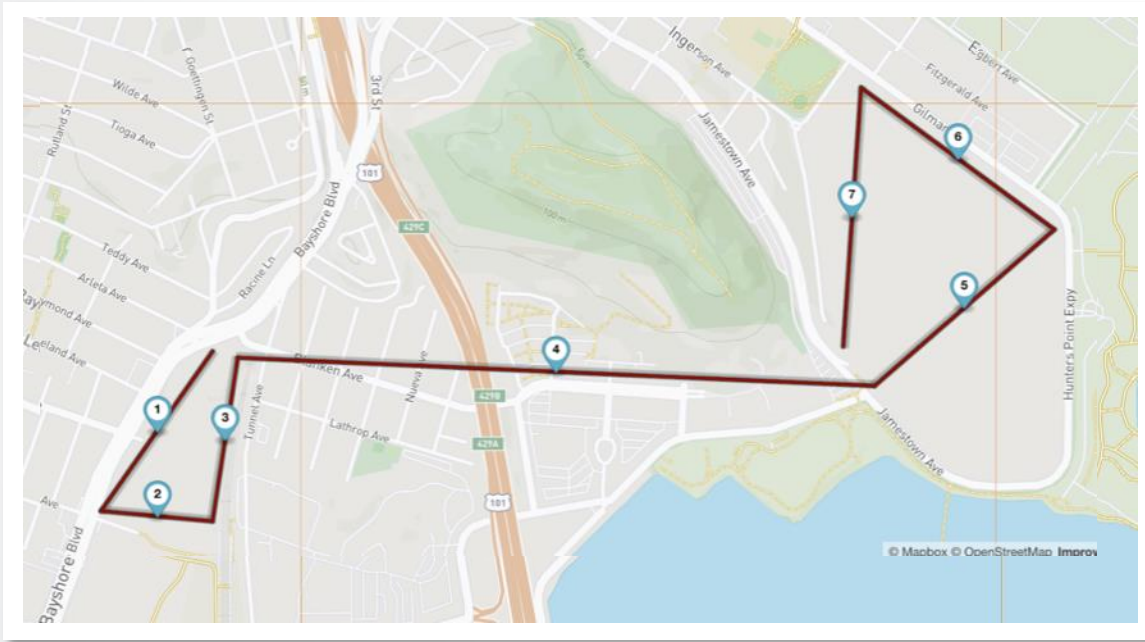 Ingerson Ave
Egbert Ave
Fitzgerald Ave
Gilman
6
Goettingen St
Wilde Ave
Tioga Ave
Rutland St
3rd St
101
Jamestown Ave
50 m
100 m
7
Bayshore Blvd
429C
Teddy Ave
Racine Ln
Arleta Ave
Raymond Ave
Leland Ave
5
Hunters Point Expy
4
Blanken Ave
Nueva Ave
429B
1
3
Tunnel Ave
Lathrop Ave
429A
Jamestown Ave
2
Ave
101
Bayshore Blvd
© Mapbox © OpenStreetMap Improv